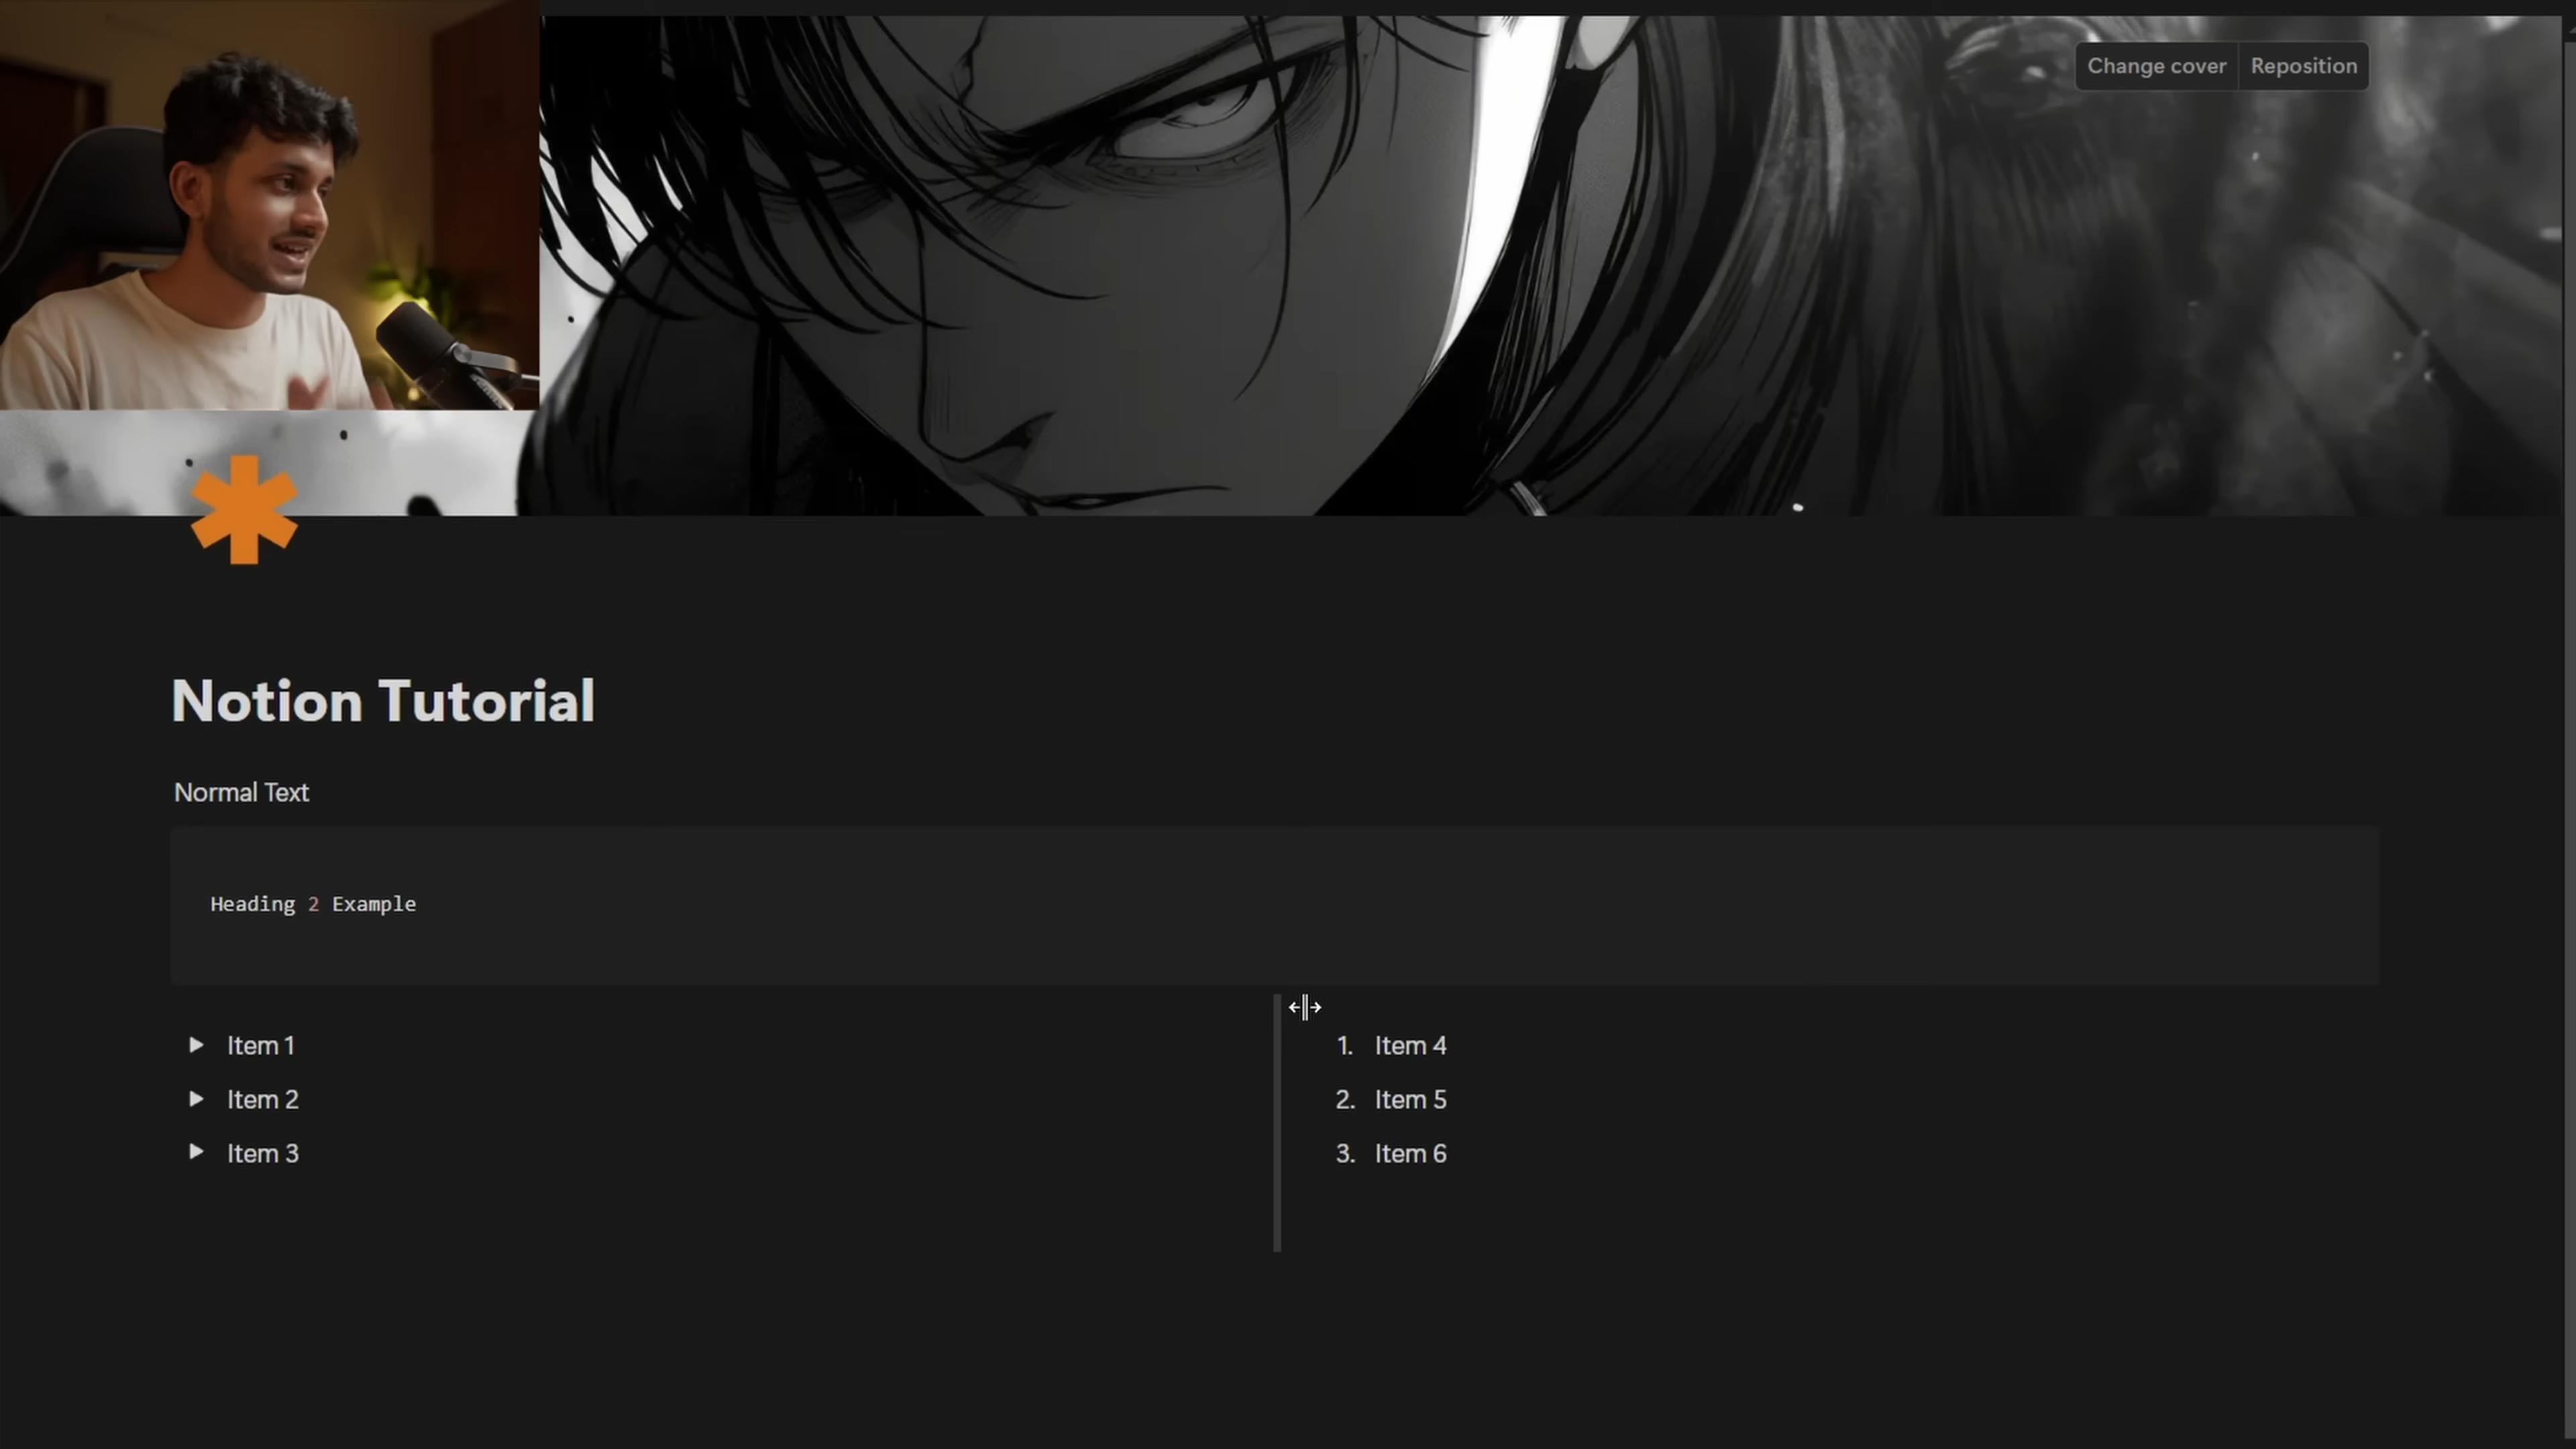 Change cover Reposition
Notion Tutorial
Normal Text
Heading 2 Example
Item 1
Item 2
Item 3
1. Item 4
2. Item 5
3. Item 6